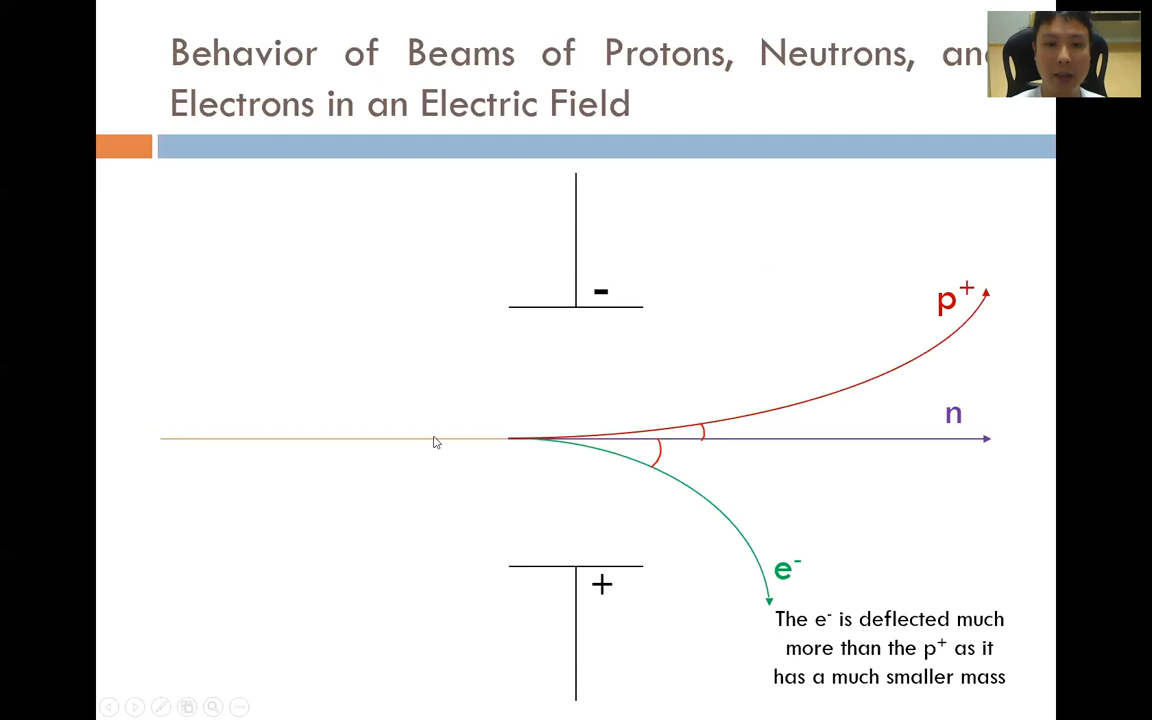 Behavior of Beams of Protons, Neutrons, and
Electrons in an Electric Field
-
p+
n
e-
+
The e- is deflected much
more than the p+ as it
has a much smaller mass